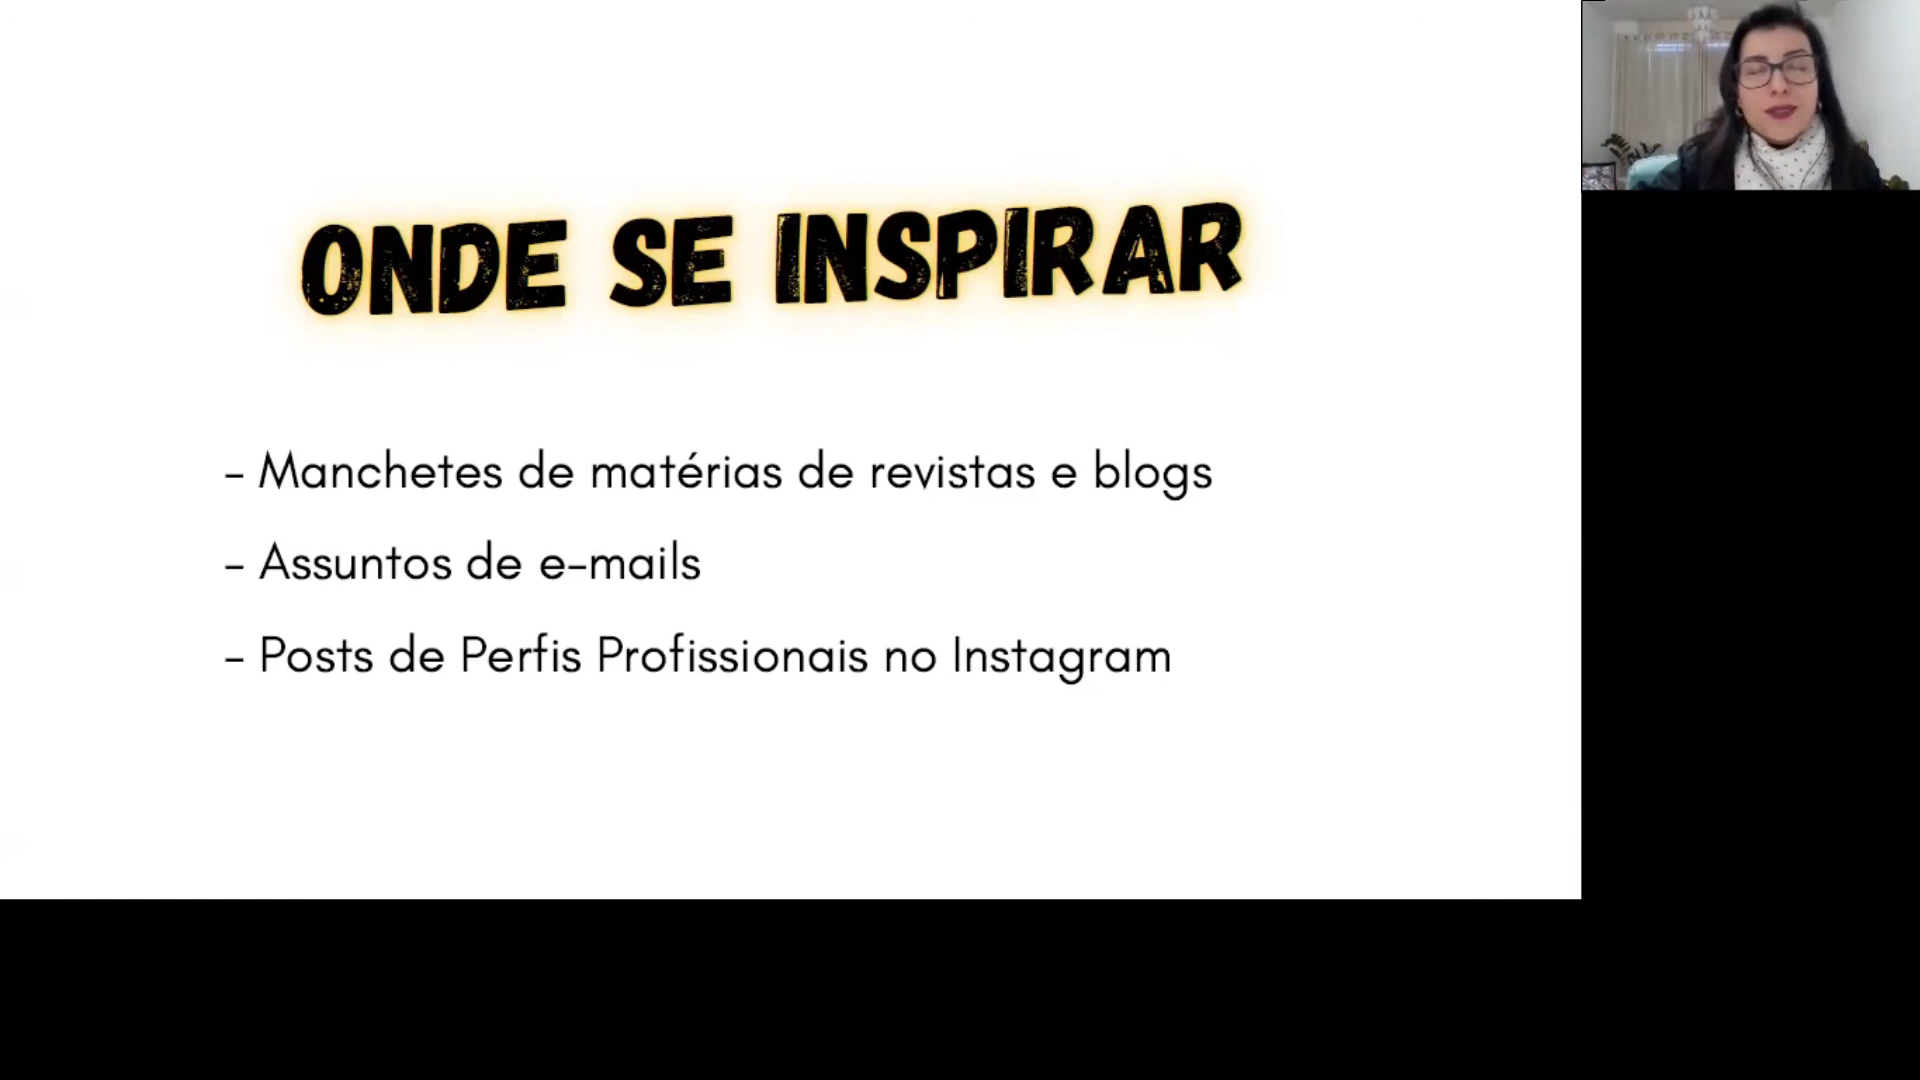 ONDE SE INSPIRAR
- Manchetes de matérias de revistas e blogs
- Assuntos de e-mails
- Posts de Perfis Profissionais no Instagram